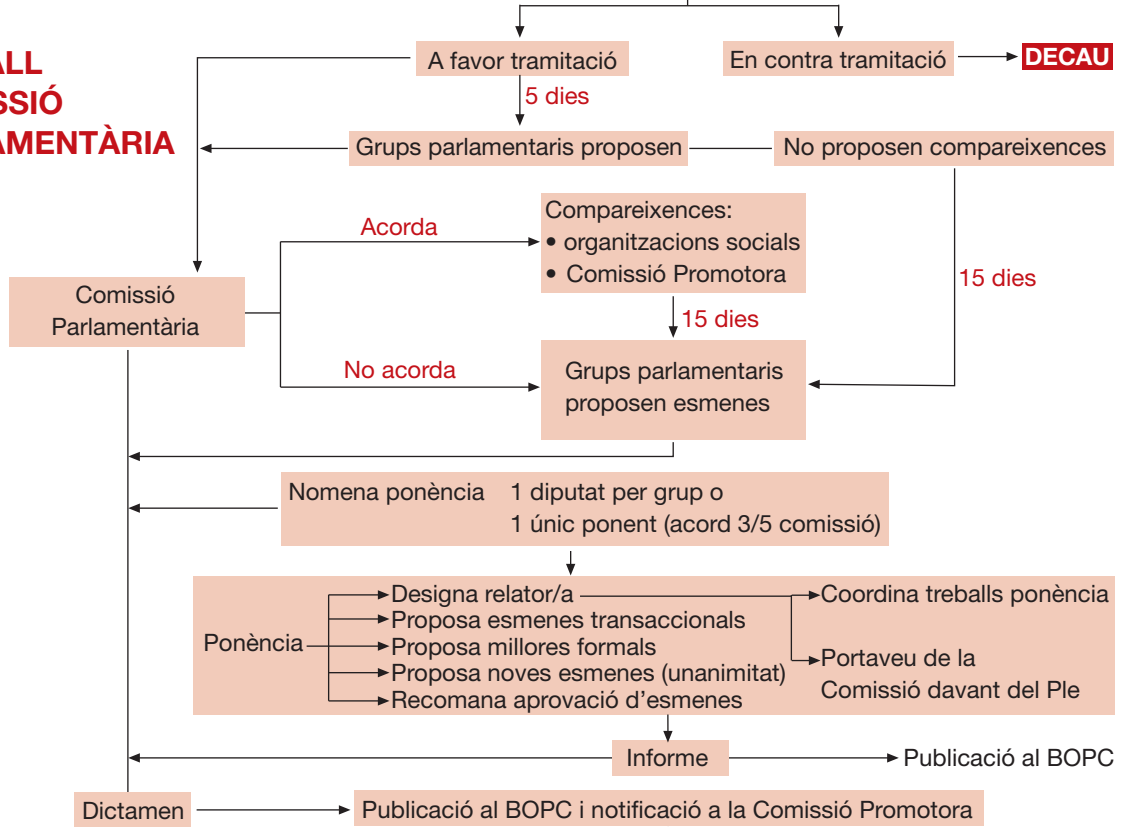 A favor tramitació
En contra tramitació
DECAU
5 dies
Grups parlamentaris proposen
No proposen compareixences
Acorda
Compareixences:
• organitzacions socials
• Comissió Promotora
15 dies
15 dies
Comissió
Parlamentària
No acorda
Grups parlamentaris
proposen esmenes
Nomena ponència 1 diputat per grup o
1 únic ponent (acord 3/5 comissió)
Ponència
Designa relator/a
Proposa esmenes transaccionals
Proposa millores formals
Proposa noves esmenes (unanimitat)
Recomana aprovació d'esmenes
Coordina treballs ponència
Portaveu de la
Comissió davant del Ple
Informe
Publicació al BOPC
Dictamen
Publicació al BOPC i notificació a la Comissió Promotora